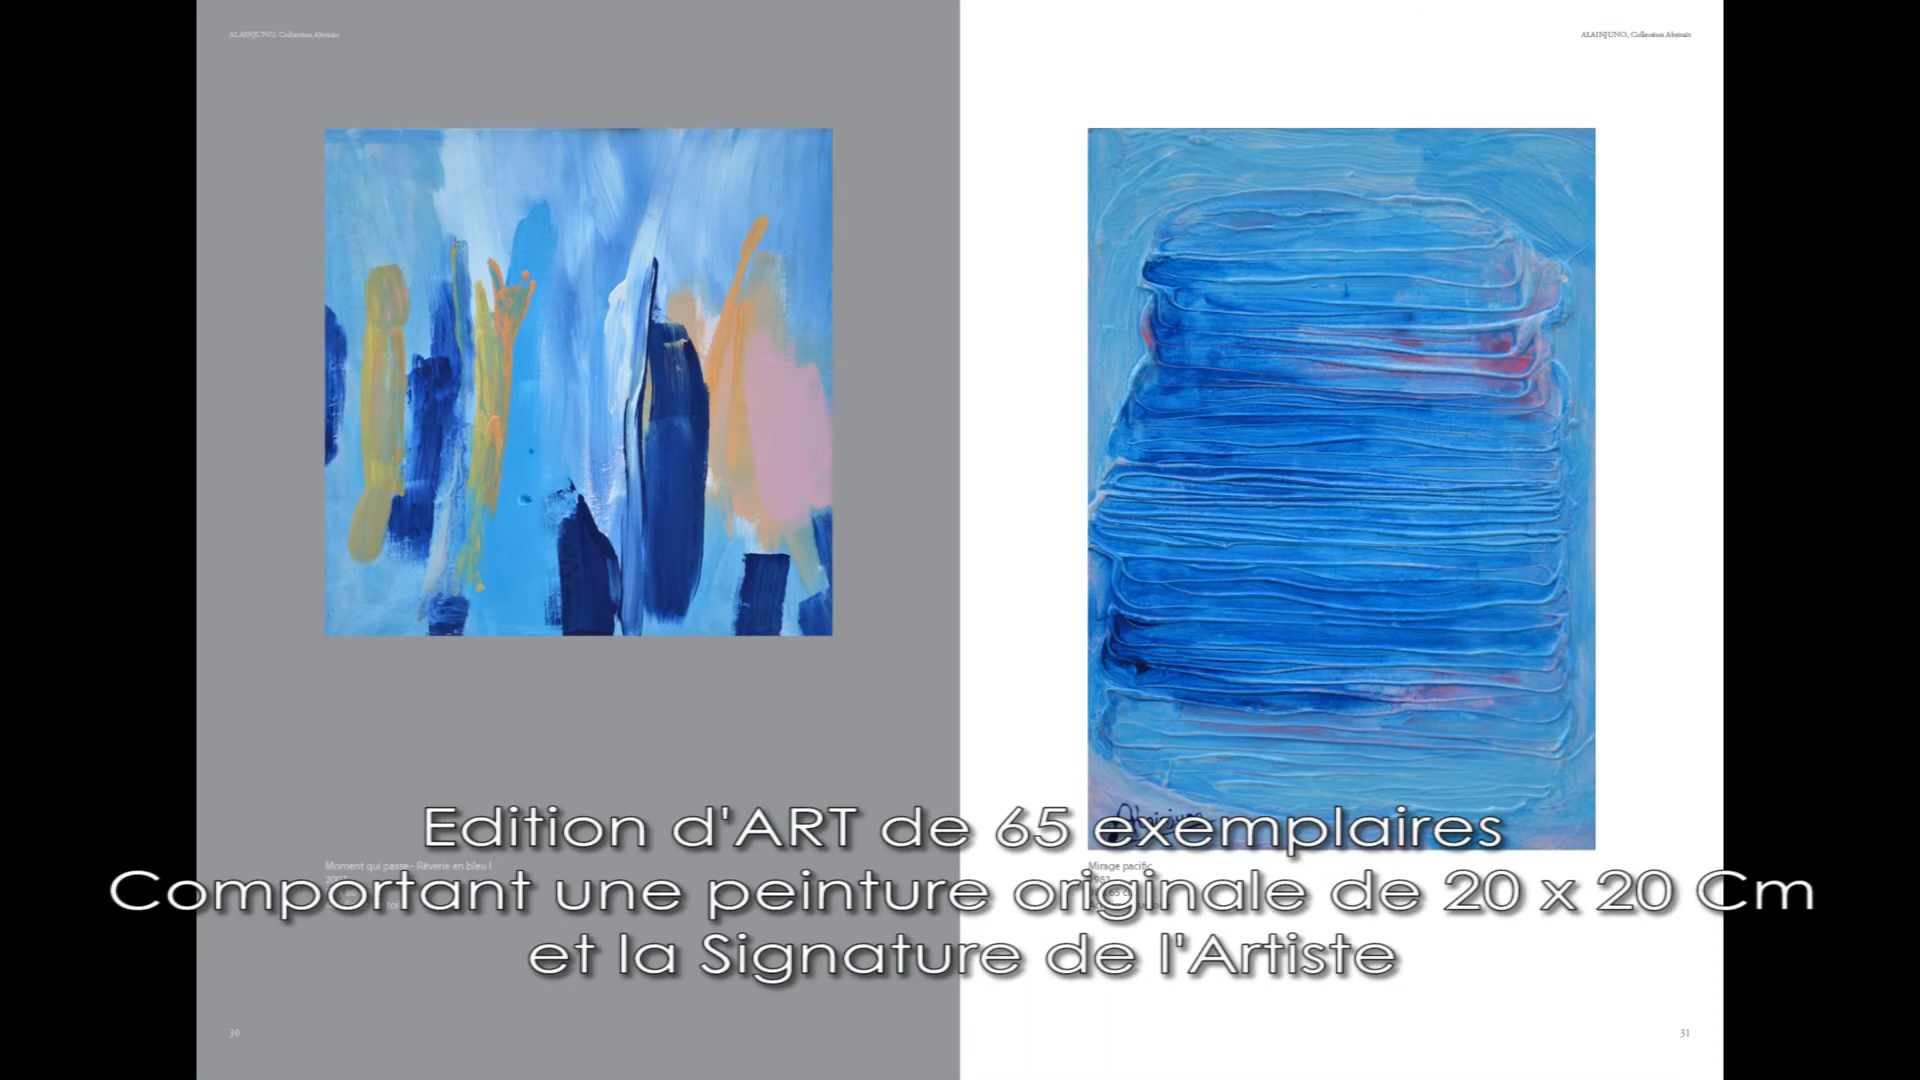 ALAINJUNO, Collection Abstrait
ALAINJUNO, Collection Abstrait
Alainjuno
Edition d'ART de 65 exemplaires
Moment qui passe - Rêverie en bleu I
Mirage pacific
Comportant une peinture originale de 20 x 20 Cm
et la Signature de l'Artiste
30
31